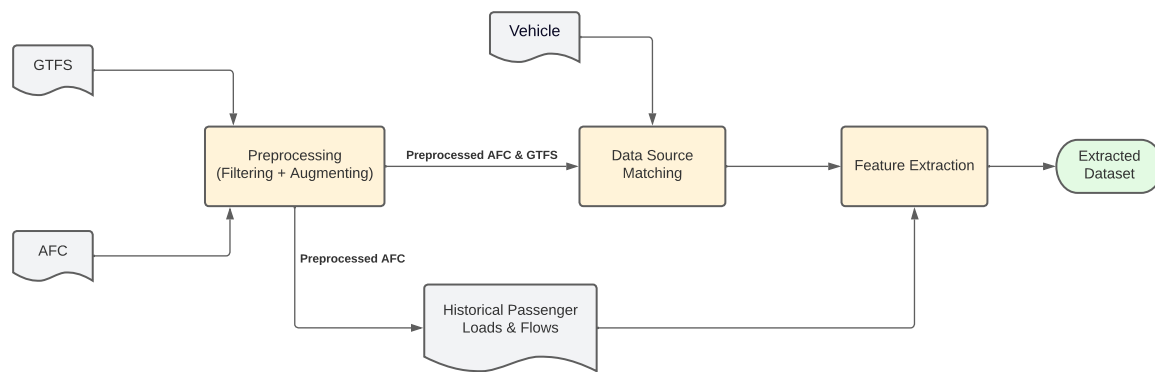 Vehicle
GTFS
Preprocessing
(Filtering + Augmenting)
Preprocessed AFC & GTFS
Data Source
Matching
Feature Extraction
Extracted
Dataset
AFC
Preprocessed AFC
Historical Passenger
Loads & Flows